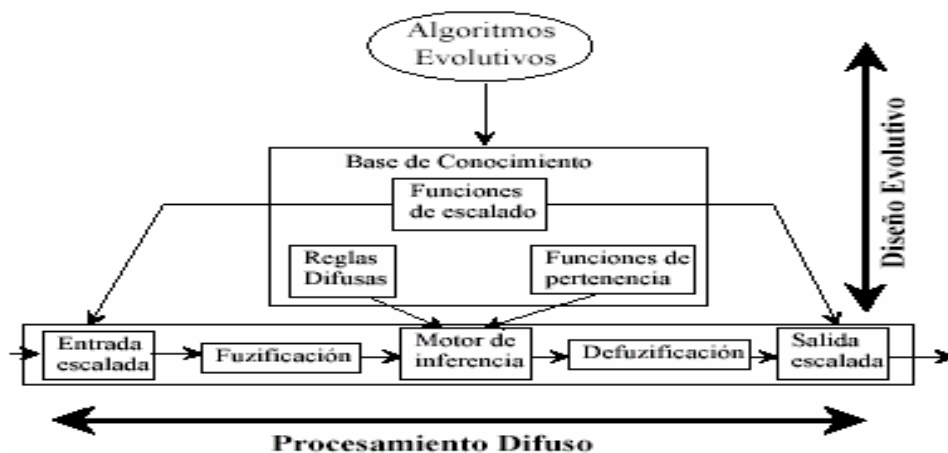 Algoritmos
Evolutivos
Base de Conocimiento
Funciones
de escalado
Reglas
Difusas
Funciones de
pertenencia
Diseño Evolutivo
Entrada
escalada
Fuzificación
Motor de
inferencia
Defuzificación
Salida
escalada
Procesamiento Difuso